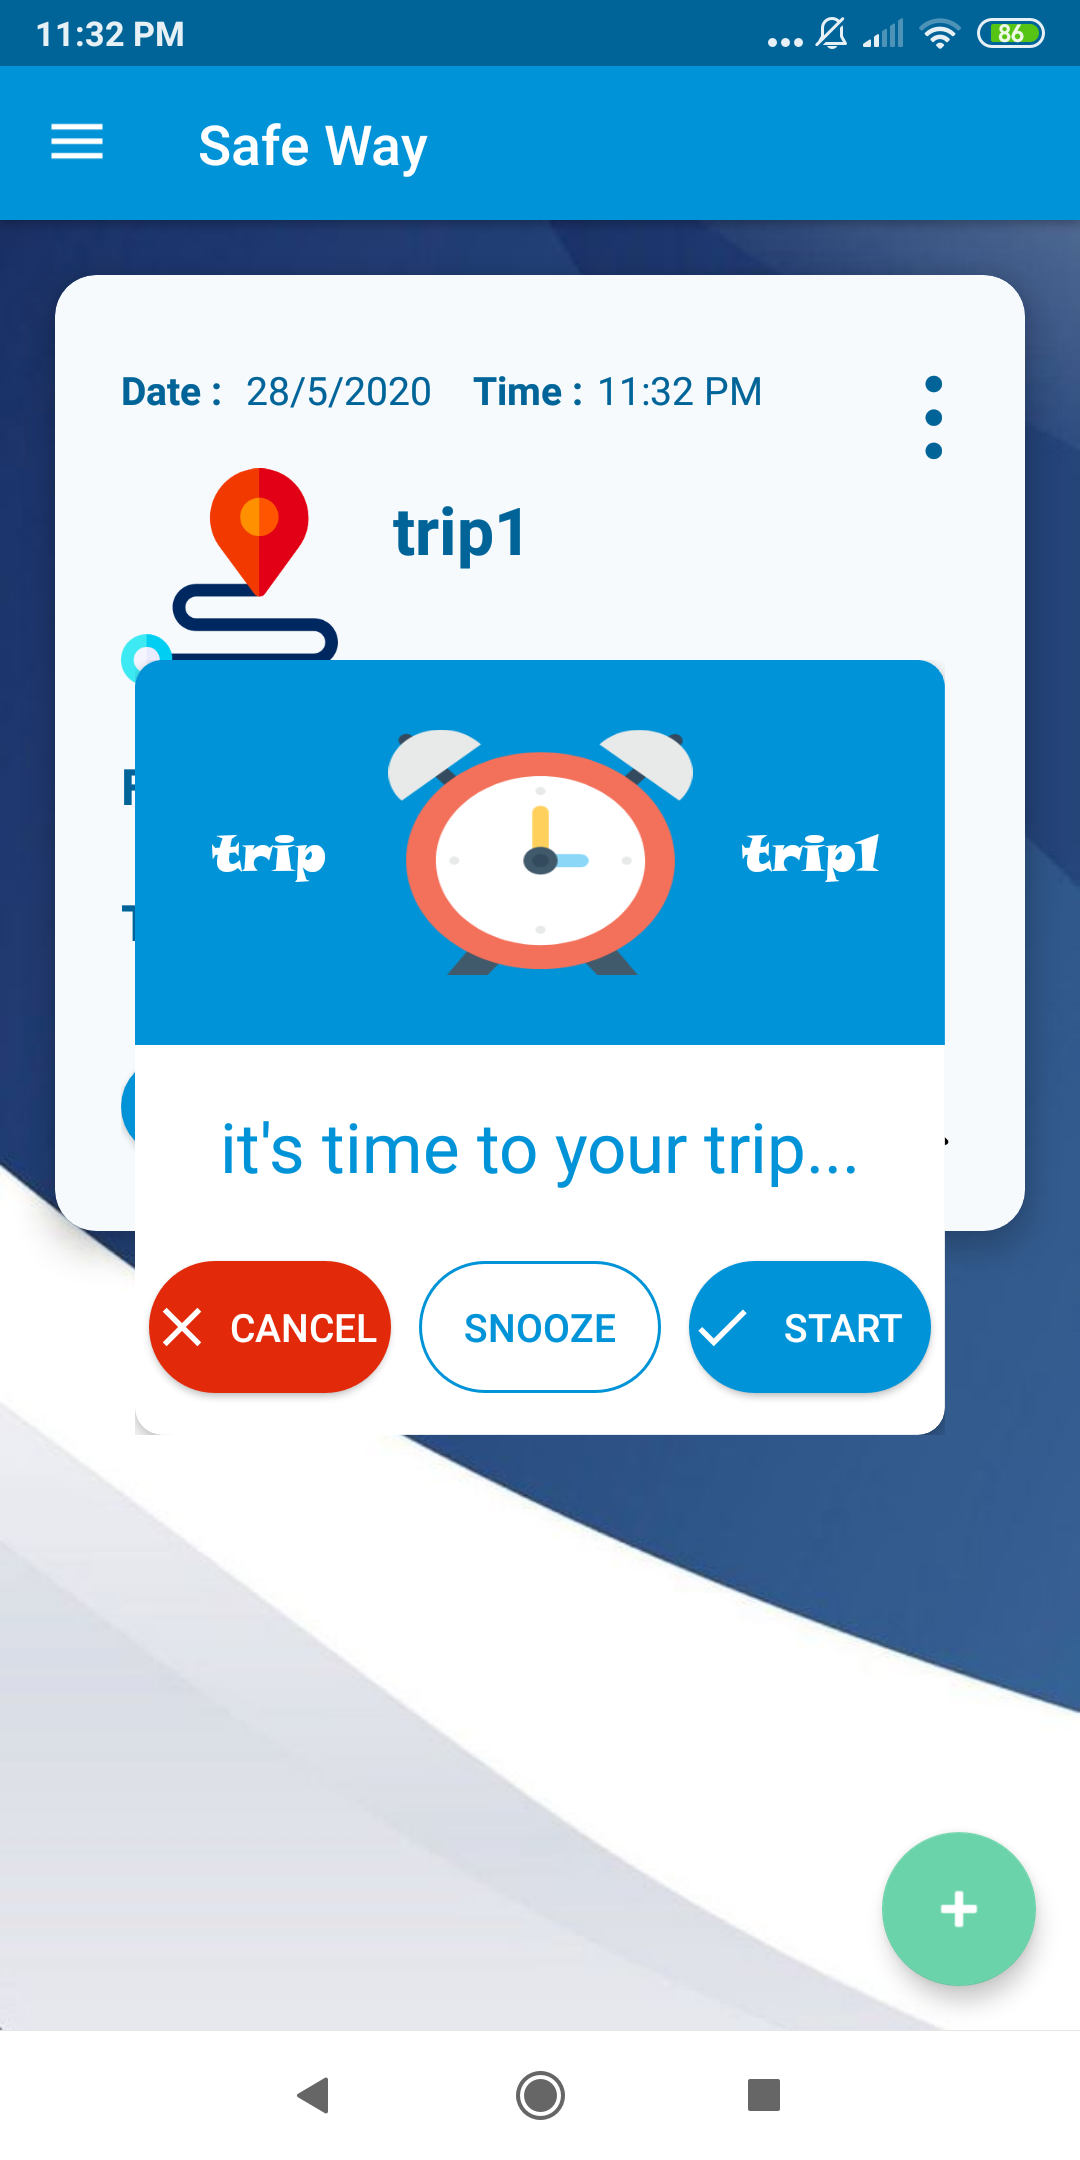 11:32 PM
86
Safe Way
Date : 28/5/2020 Time : 11:32 PM
trip1
trip trip1
it's time to your trip...
CANCEL SNOOZE START